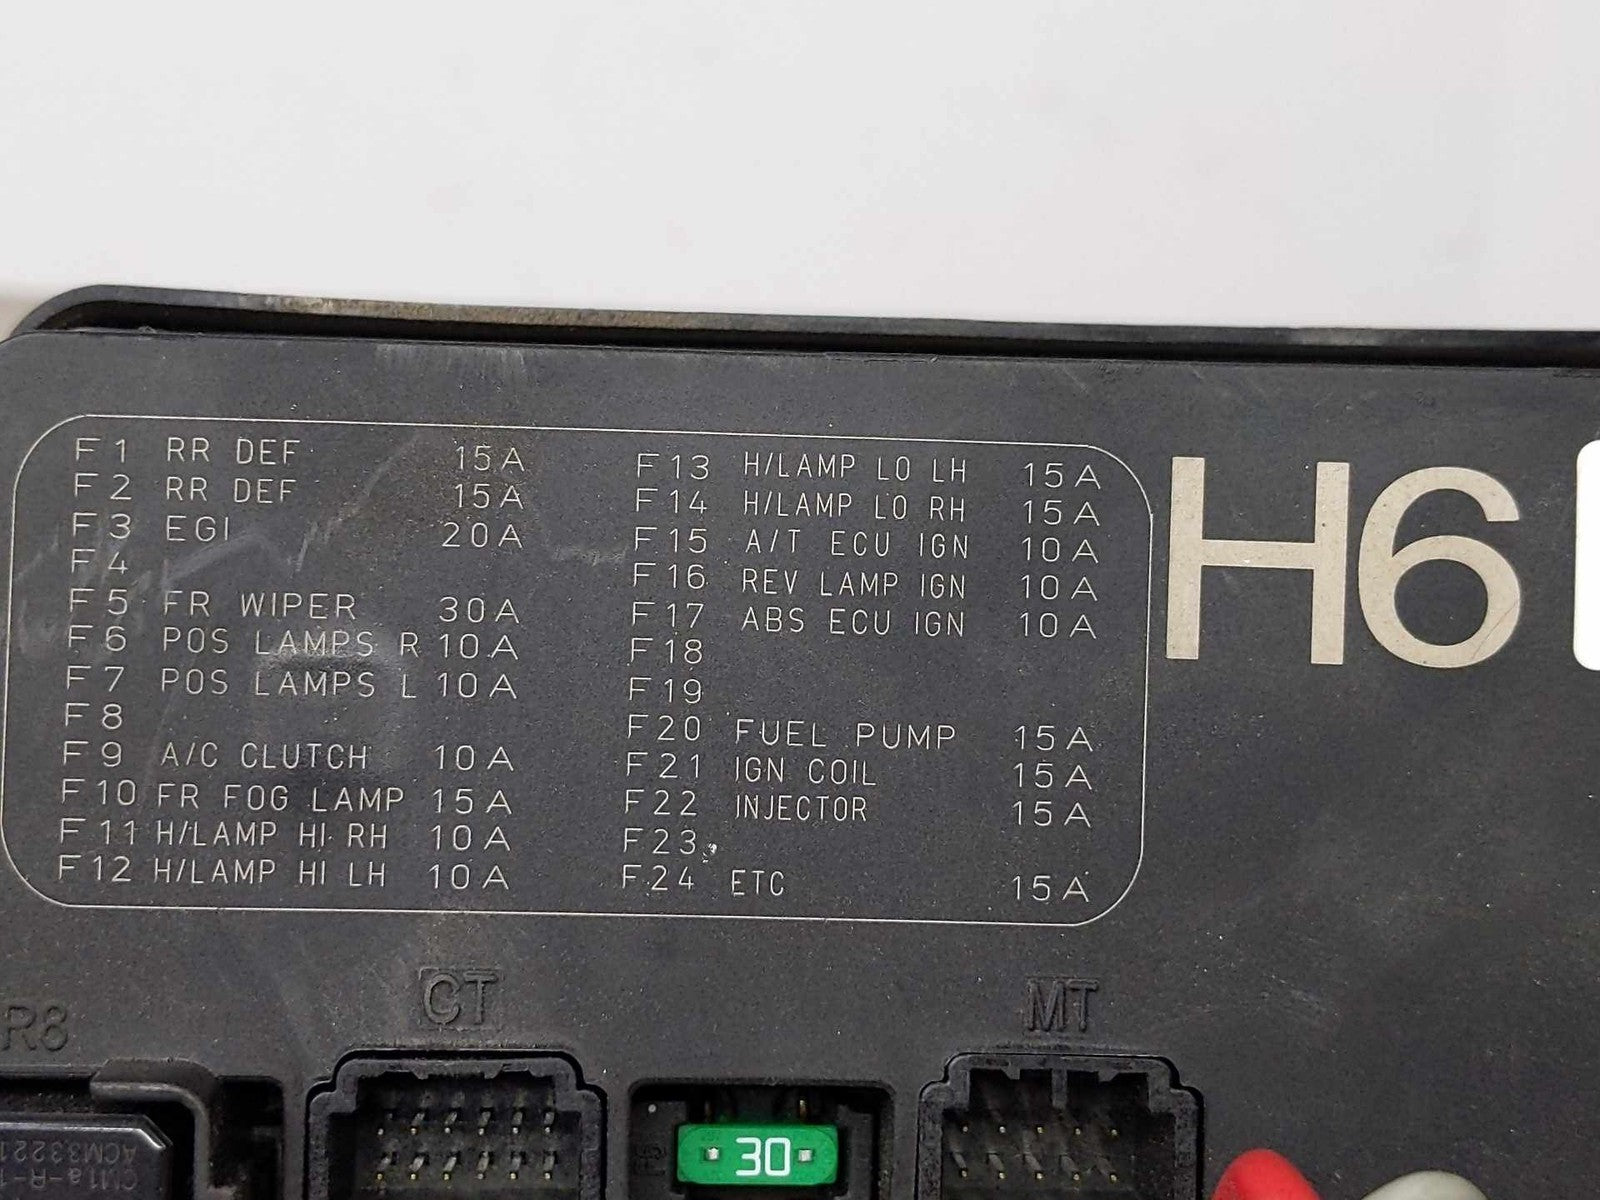 F1 RR DEF 15A
F2 RR DEF 15A
F3 EGI 20A
F4
F5 FR WIPER 30A
F6 POS LAMPS R 10A
F7 POS LAMPS L 10A
F8
F9 A/C CLUTCH 10A
F10 FR FOG LAMP 15A
F11 H/LAMP HI RH 10A
F12 H/LAMP HI LH 10A
F13 H/LAMP LO LH 15A
F14 H/LAMP LO RH 15A
F15 A/T ECU IGN 10A
F16 REV LAMP IGN 10A
F17 ABS ECU IGN 10A
F18
F19
F20 FUEL PUMP 15A
F21 IGN COIL 15A
F22 INJECTOR 15A
F23
F24 ETC 15A
H6
R8
CT
MT
30
ACM33221